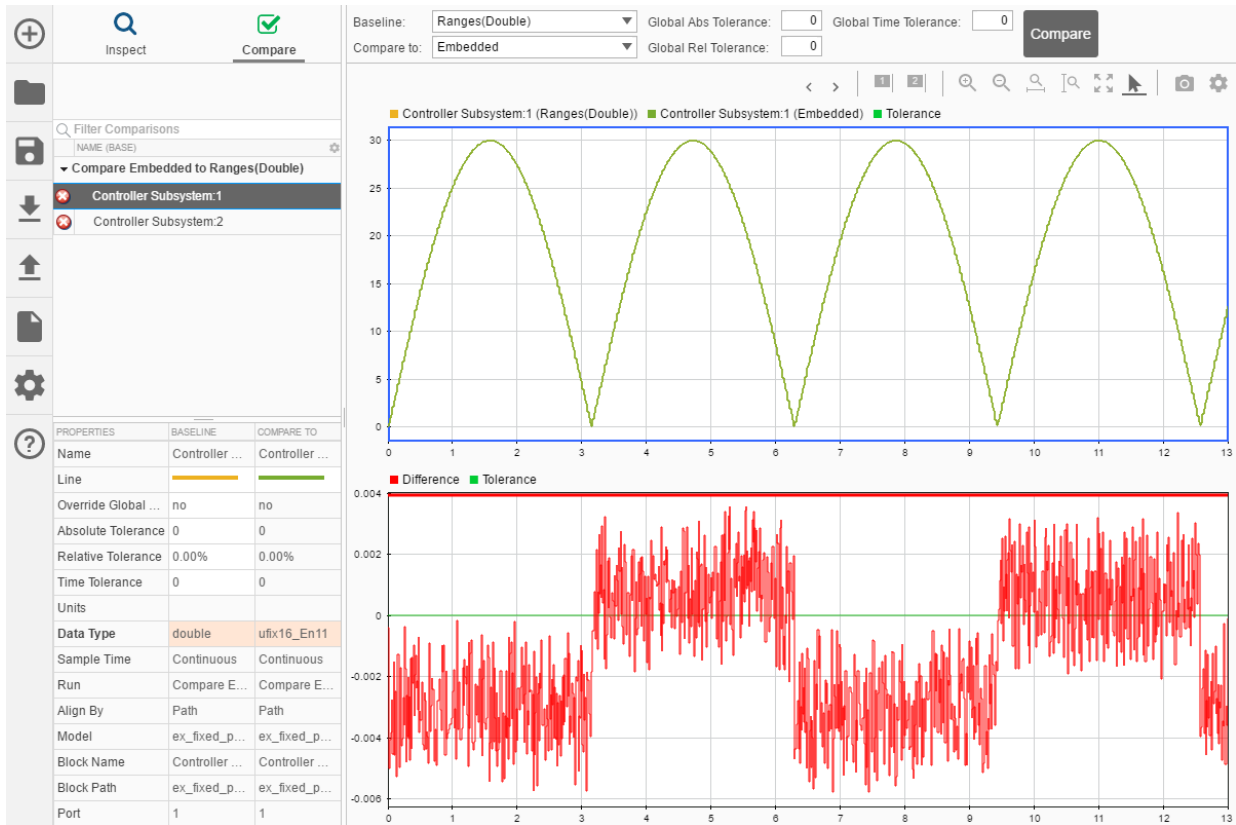 Inspect
Compare
Baseline: Ranges(Double) Global Abs Tolerance: 0 Global Time Tolerance: 0
Compare to: Embedded Global Rel Tolerance: 0
Compare
1 2
Filter Comparisons
NAME (BASE)
Compare Embedded to Ranges(Double)
Controller Subsystem:1
Controller Subsystem:2
PROPERTIES BASELINE COMPARE TO
Name Controller ... Controller ...
Line
Override Global ... no no
Absolute Tolerance 0 0
Relative Tolerance 0.00% 0.00%
Time Tolerance 0 0
Units
Data Type double ufix16_En11
Sample Time Continuous Continuous
Run Compare E... Compare E...
Align By Path Path
Model ex_fixed_p... ex_fixed_p...
Block Name Controller ... Controller ...
Block Path ex_fixed_p... ex_fixed_p...
Port 1 1
Controller Subsystem:1 (Ranges(Double)) Controller Subsystem:1 (Embedded) Tolerance
30
25
20
15
10
5
0
0 1 2 3 4 5 6 7 8 9 10 11 12 13
Difference Tolerance
0.004
0.002
0
-0.002
-0.004
-0.006
0 1 2 3 4 5 6 7 8 9 10 11 12 13